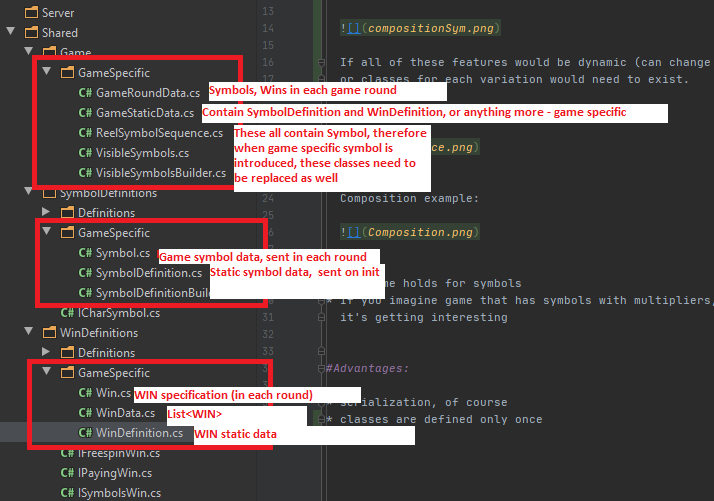 Server
Shared
Game
GameSpecific
GameRoundData.cs
Symbols, Wins in each game round
GameStaticData.cs
Contain SymbolDefinition and WinDefinition, or anything more - game specific
ReelSymbolSequence.cs
VisibleSymbols.cs
VisibleSymbolsBuilder.cs
These all contain Symbol, therefore
when game specific symbol is
introduced, these classes need to
be replaced as well
SymbolDefinitions
Definitions
GameSpecific
Symbol.cs
Game symbol data, sent in each round
SymbolDefinition.cs
Static symbol data, sent on init
SymbolDefinitionBuil
ICharSymbol.cs
WinDefinitions
Definitions
GameSpecific
Win.cs
WIN specification (in each round)
WinData.cs
List<WIN>
WinDefinition.cs
WIN static data
IFreespinWin.cs
IPayingWin.cs
ISymbolsWin.cs
13
14 ![](compositionSym.png)
15
16 If all of these features would be dynamic (can change
17 or classes for each variation would need to exist.
ce.png)
24 Composition example:
![](Composition.png)
holds for symbols
* If you imagine game that has symbols with multipliers,
31 it's getting interesting
32
33
#Advantages:
* serialization, of course
* classes are defined only once